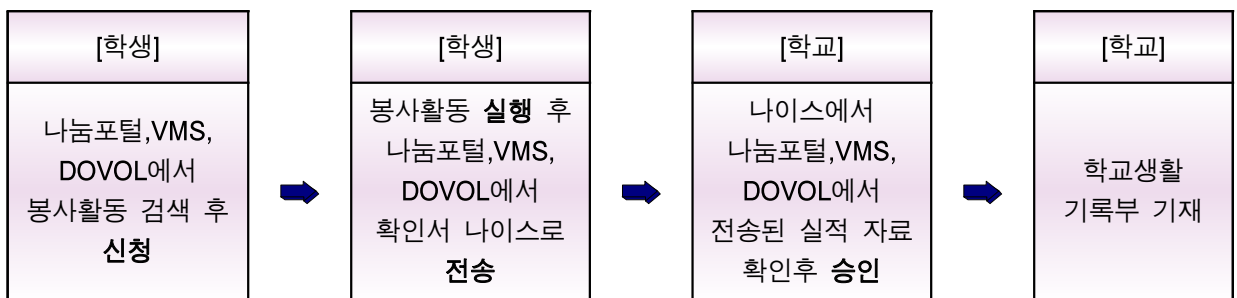 [학생]
나눔포털,VMS,
DOVOL에서
봉사활동 검색 후
신청
[학생]
봉사활동 실행 후
나눔포털,VMS,
DOVOL에서
확인서 나이스로
전송
[학교]
나이스에서
나눔포털,VMS,
DOVOL에서
전송된 실적 자료
확인후 승인
[학교]
학교생활
기록부 기재